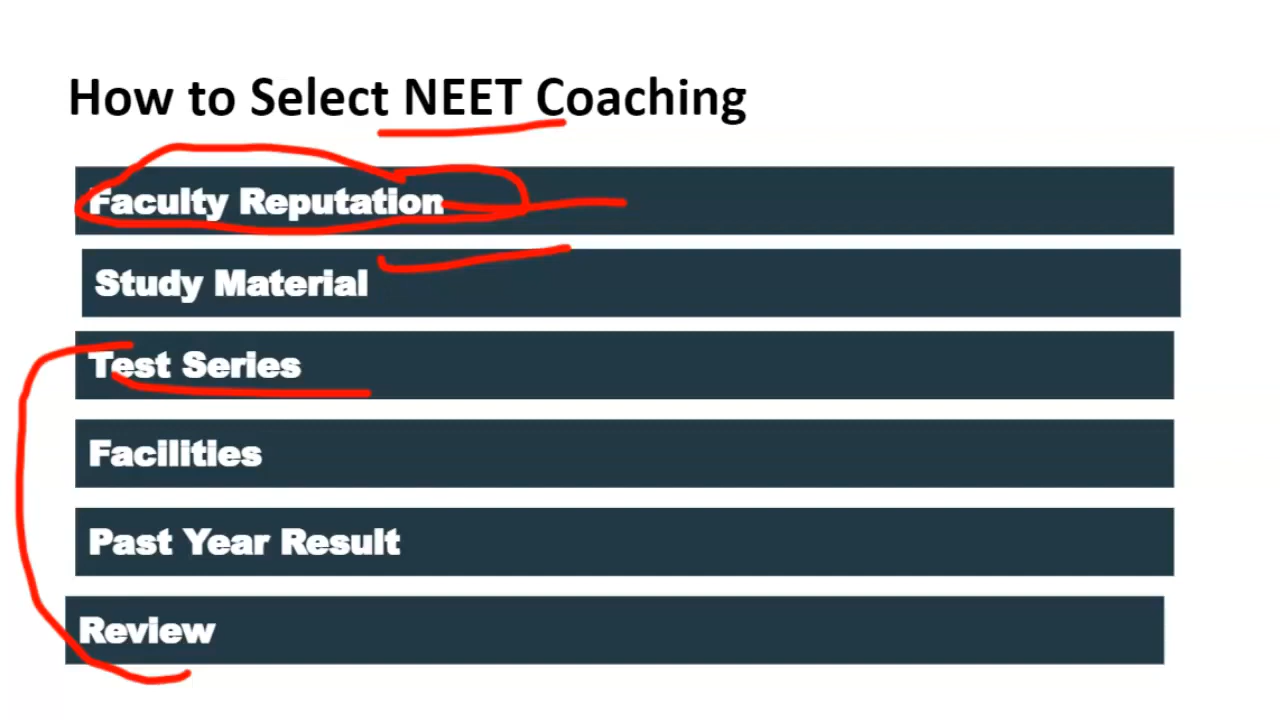 How to Select NEET Coaching
Faculty Reputation
Study Material
Test Series
Facilities
Past Year Result
Review